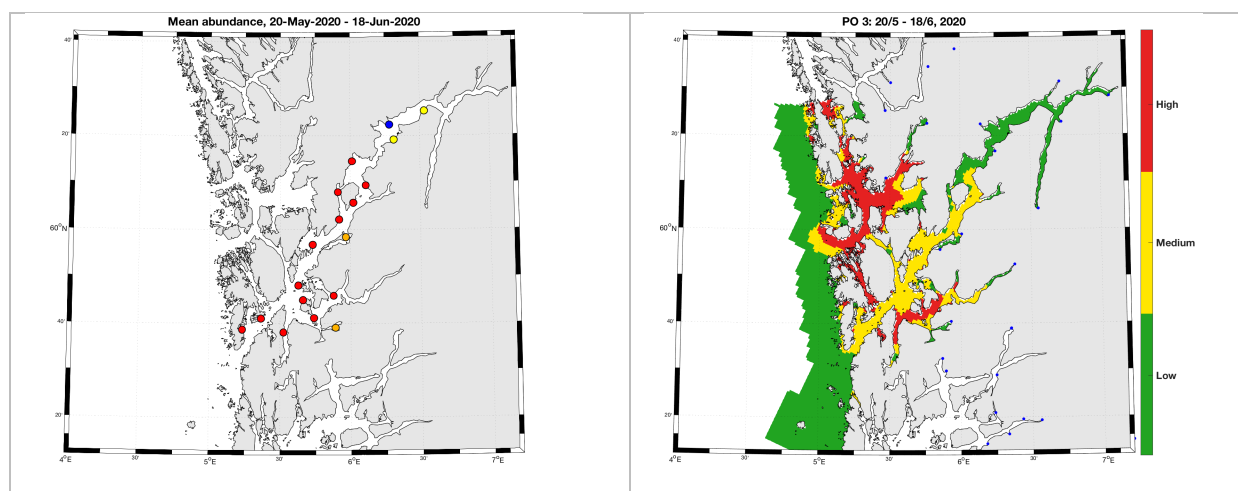 Mean abundance, 20-May-2020 - 18-Jun-2020
40'
20'
60°N
40'
20'
4°E
30'
5°E
30'
6°E
30'
7°E
PO 3: 20/5 - 18/6, 2020
40'
20'
60°N
40'
20'
4°E
30'
5°E
30'
6°E
30'
7°E
High
Medium
Low